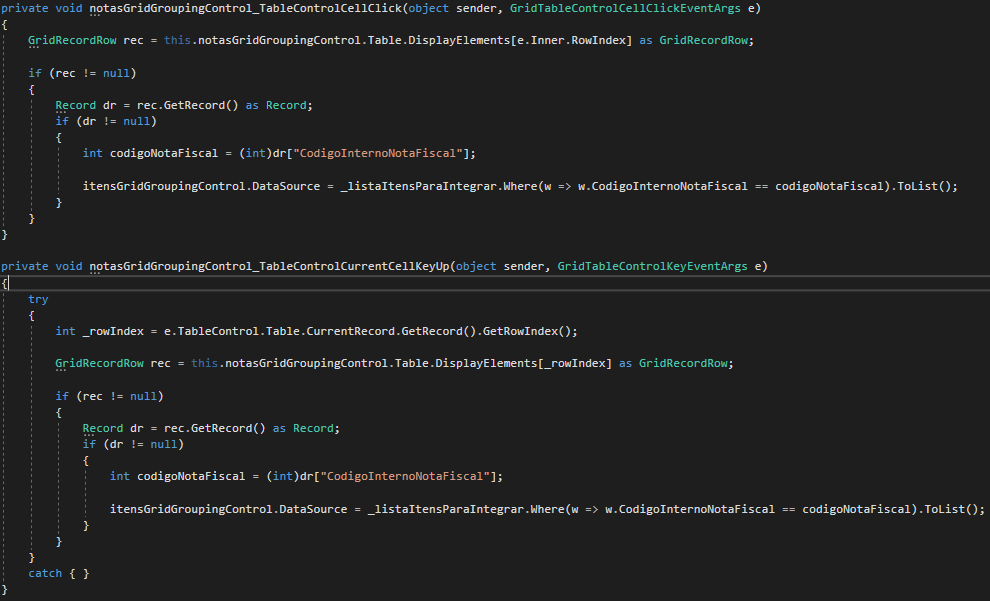 private void notasGridGroupingControl_TableControlCellClick(object sender, GridTableControlCellClickEventArgs e)
{
    GridRecordRow rec = this.notasGridGroupingControl.Table.DisplayElements[e.Inner.RowIndex] as GridRecordRow;
    if (rec != null)
    {
        Record dr = rec.GetRecord() as Record;
        if (dr != null)
        {
            int codigoNotaFiscal = (int)dr["CodigoInternoNotaFiscal"];
            itensGridGroupingControl.DataSource = _listaItensParaIntegrar.Where(w => w.CodigoInternoNotaFiscal == codigoNotaFiscal).ToList();
        }
    }
}
private void notasGridGroupingControl_TableControlCurrentCellKeyUp(object sender, GridTableControlKeyEventArgs e)
{
    try
    {
        int _rowIndex = e.TableControl.Table.CurrentRecord.GetRecord().GetRowIndex();
        GridRecordRow rec = this.notasGridGroupingControl.Table.DisplayElements[_rowIndex] as GridRecordRow;
        if (rec != null)
        {
            Record dr = rec.GetRecord() as Record;
            if (dr != null)
            {
                int codigoNotaFiscal = (int)dr["CodigoInternoNotaFiscal"];
                itensGridGroupingControl.DataSource = _listaItensParaIntegrar.Where(w => w.CodigoInternoNotaFiscal == codigoNotaFiscal).ToList();
            }
        }
    }
    catch { }
}